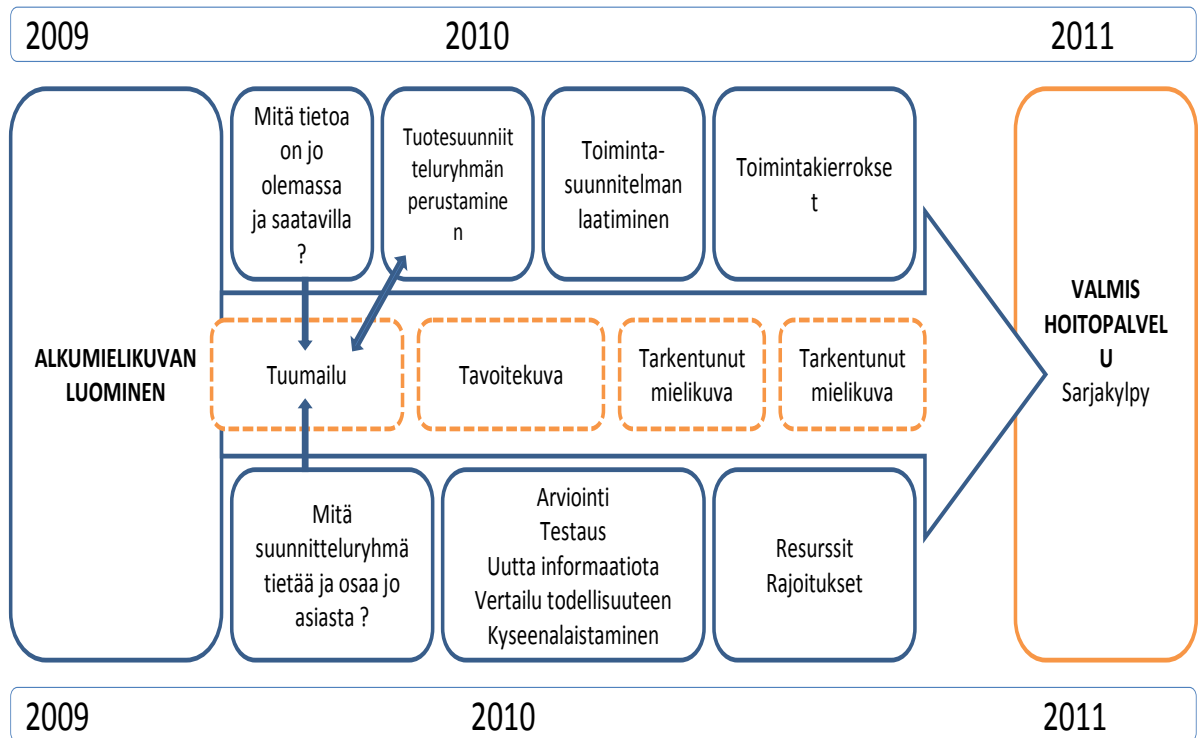 2009
2010
2011
ALKUMIELIKUVAN
LUOMINEN
Mitä tietoa
on jo
olemassa
ja saatavilla
?
Tuotesuunniit
teluryhmän
perustamine
n
Toiminta-
suunnitelman
laatiminen
Toimintakierrokse
t
Tuumailu
Tavoitekuva
Tarkentunut
mielikuva
Tarkentunut
mielikuva
Mitä
suunnitteluryhmä
tietää ja osaa jo
asiasta ?
Arviointi
Testaus
Uutta informaatiota
Vertailu todellisuuteen
Kyseenalaistaminen
Resurssit
Rajoitukset
VALMIS
HOITOPALVEL
U
Sarjakylpy
2009
2010
2011